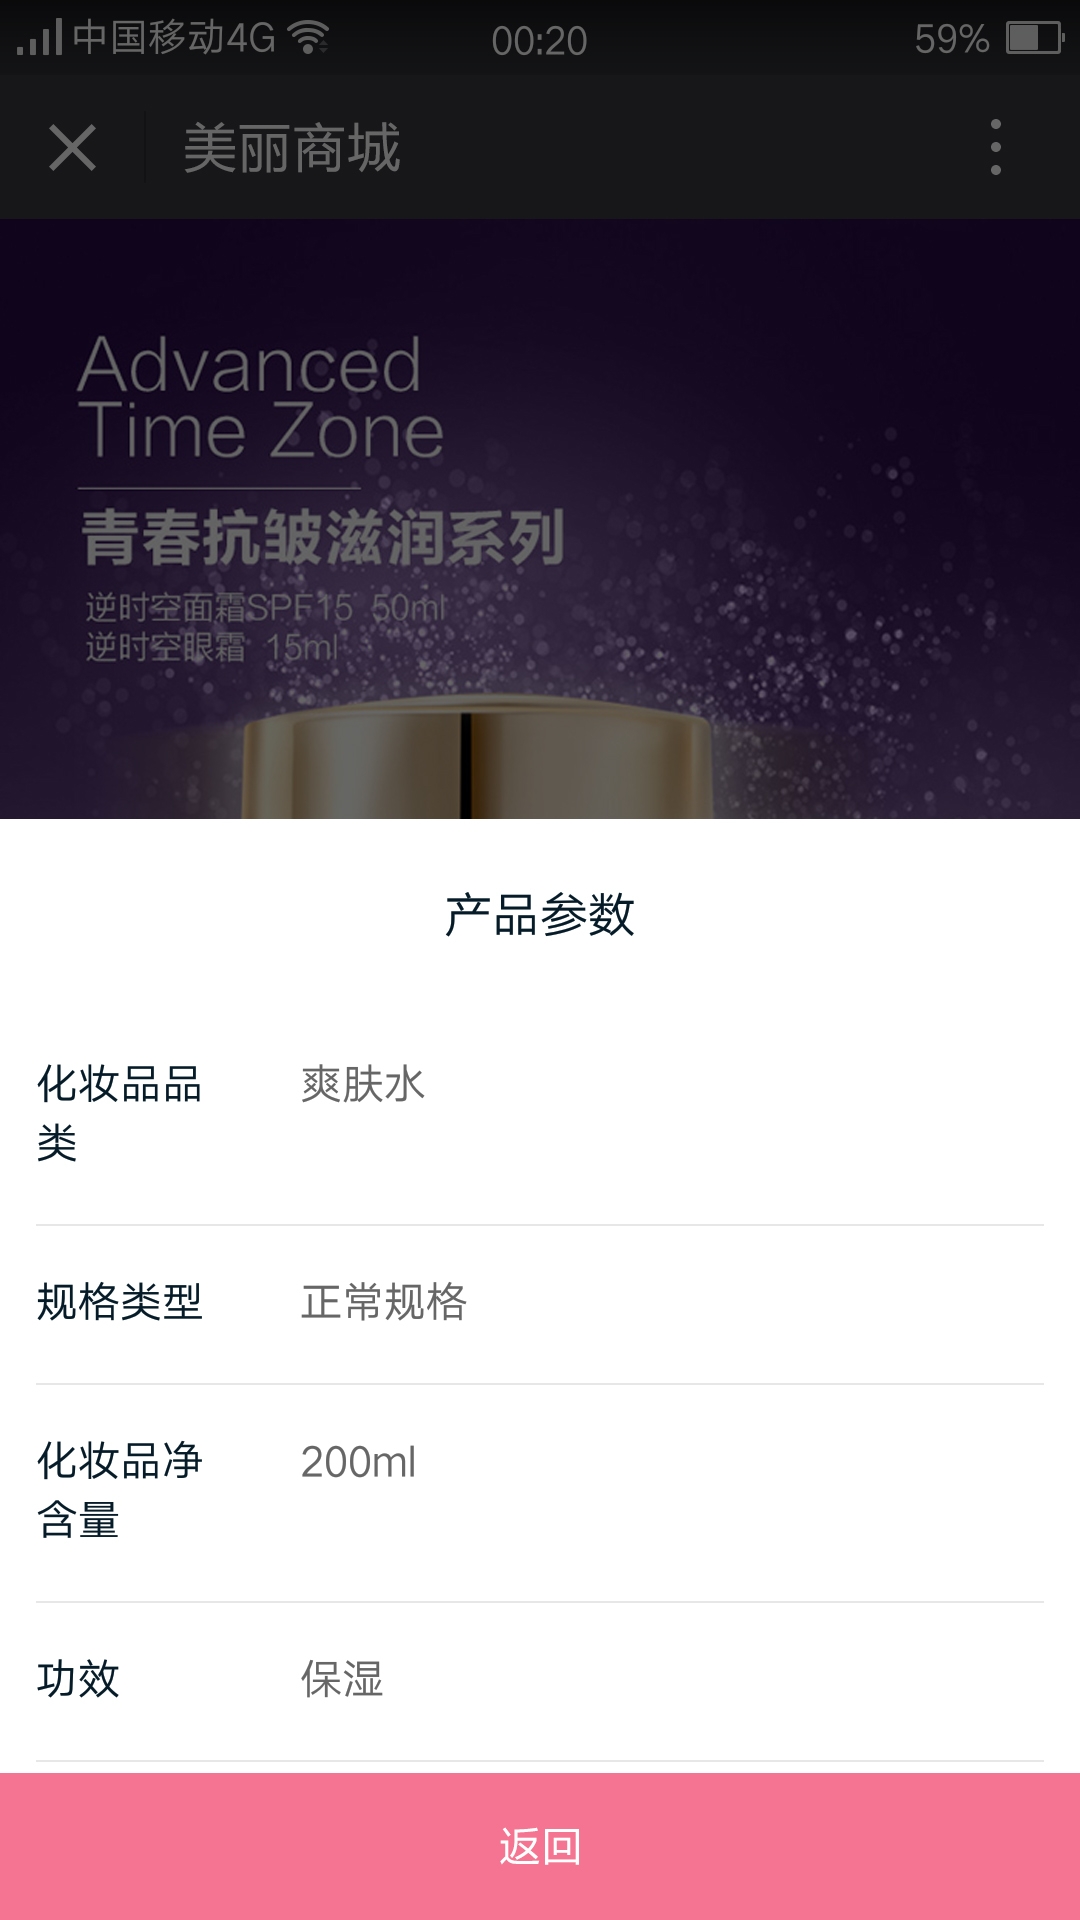 中国移动4G
00:20
59%
美丽商城
Advanced
Time Zone
青春抗皱滋润系列
逆时空面霜SPF15 50ml
逆时空眼霜 15ml
产品参数
化妆品品
类
爽肤水
规格类型
正常规格
化妆品净
含量
200ml
功效
保湿
返回